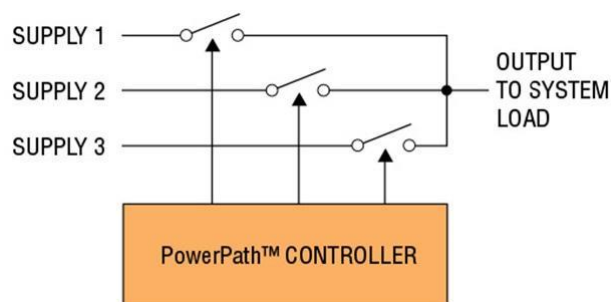 SUPPLY 1
SUPPLY 2
SUPPLY 3
OUTPUT
TO SYSTEM
LOAD
PowerPath™ CONTROLLER